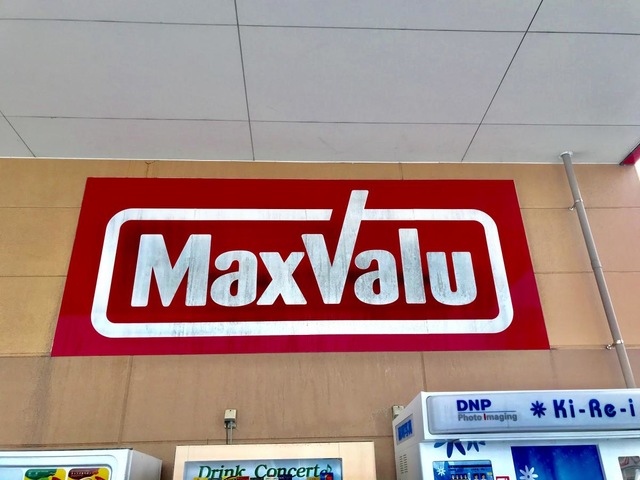 MaxValu
DNP
Photo Imaging
Ki-Re-i
Drink Concert